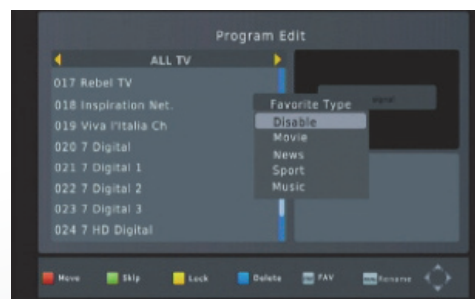 Program Edit
ALL TV
017 Rebel TV
018 Inspiration Net.
019 Viva l'Italia Ch
020 7 Digital
021 7 Digital 1
022 7 Digital 2
023 7 Digital 3
024 7 HD Digital
Favorite Type
Disable
Movie
News
Sport
Music
Move Skip Lock Delete FAV Rename